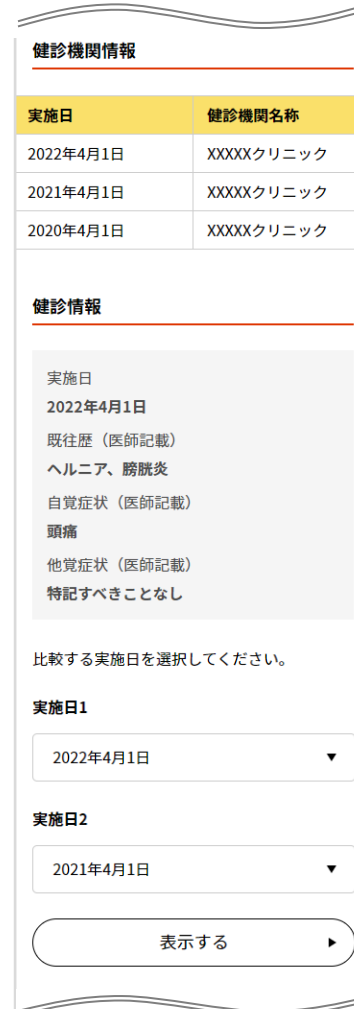 健診機関情報
実施日 健診機関名称
2022年4月1日 XXXXXクリニック
2021年4月1日 XXXXXクリニック
2020年4月1日 XXXXXクリニック
健診情報
実施日
2022年4月1日
既往歴（医師記載）
ヘルニア、膀胱炎
自覚症状（医師記載）
頭痛
他覚症状（医師記載）
特記すべきことなし
比較する実施日を選択してください。
実施日1
2022年4月1日
実施日2
2021年4月1日
表示する